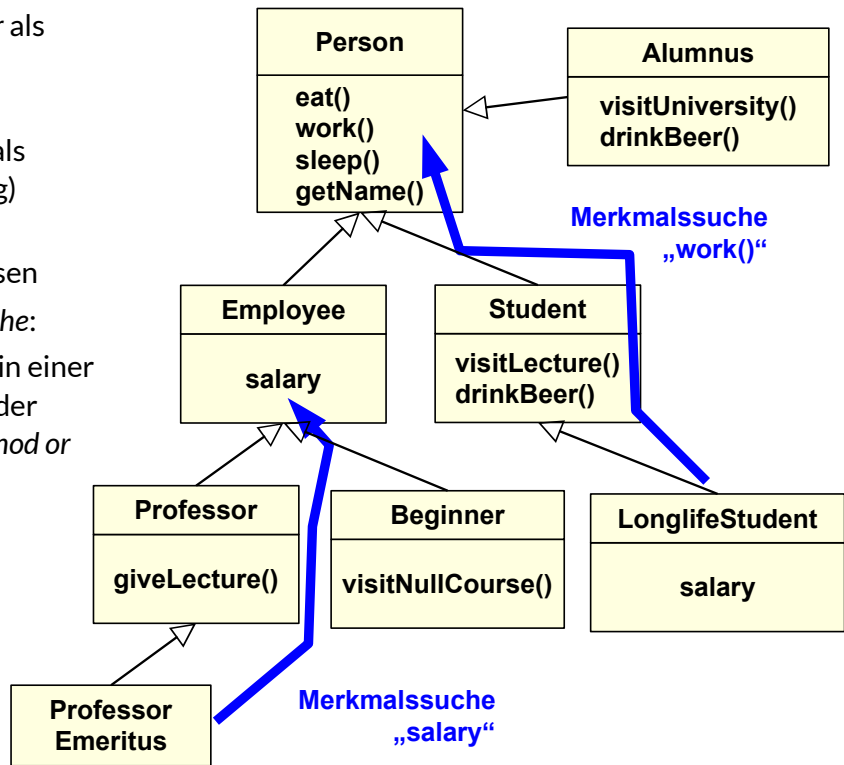 r als
als
g)
sen
he:
in einer
der
nod or
Person
eat()
work()
sleep()
getName()
Alumnus
visitUniversity()
drinkBeer()
Merkmalssuche
„work()“
Employee
salary
Student
visitLecture()
drinkBeer()
Professor
giveLecture()
Beginner
visitNullCourse()
LonglifeStudent
salary
Professor
Emeritus
Merkmalssuche
„salary“